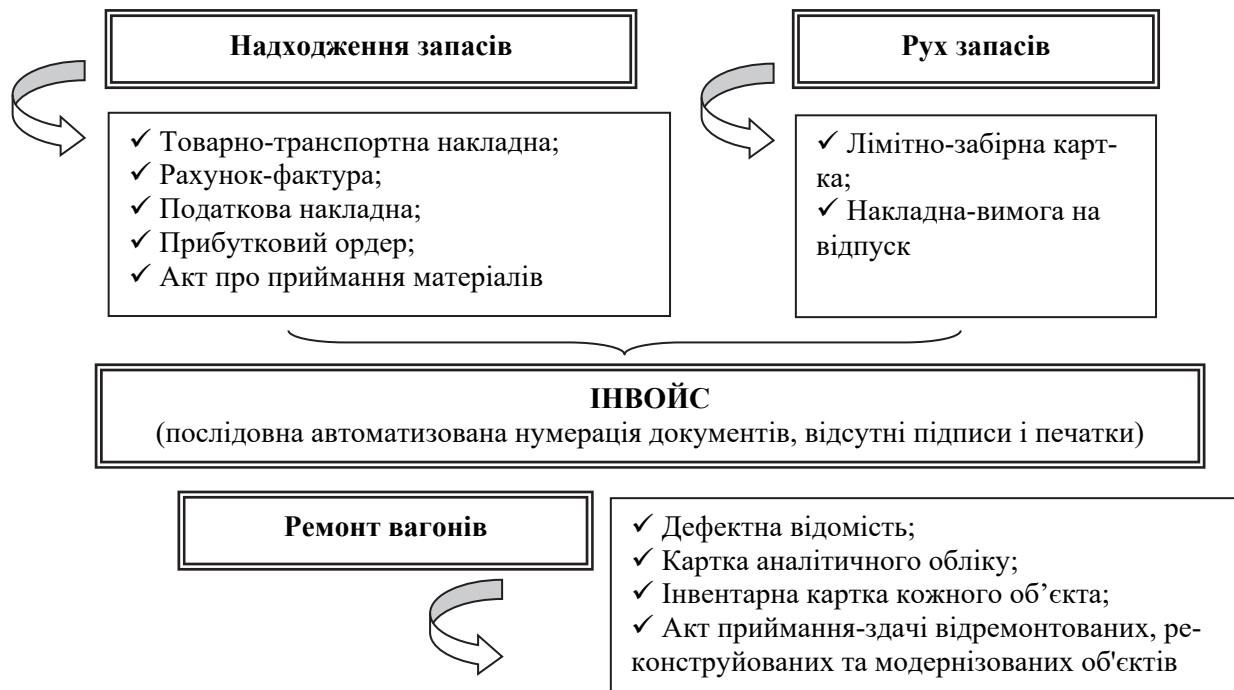 Надходження запасів
✓ Товарно-транспортна накладна;
✓ Рахунок-фактура;
✓ Податкова накладна;
✓ Прибутковий ордер;
✓ Акт про приймання матеріалів
Рух запасів
✓ Лімітно-забірна карт-
ка;
✓ Накладна-вимога на
відпуск
ІНВОЙС
(послідовна автоматизована нумерація документів, відсутні підписи і печатки)
Ремонт вагонів
✓ Дефектна відомість;
✓ Картка аналітичного обліку;
✓ Інвентарна картка кожного об’єкта;
✓ Акт приймання-здачі відремонтованих, ре-
конструйованих та модернізованих об'єктів